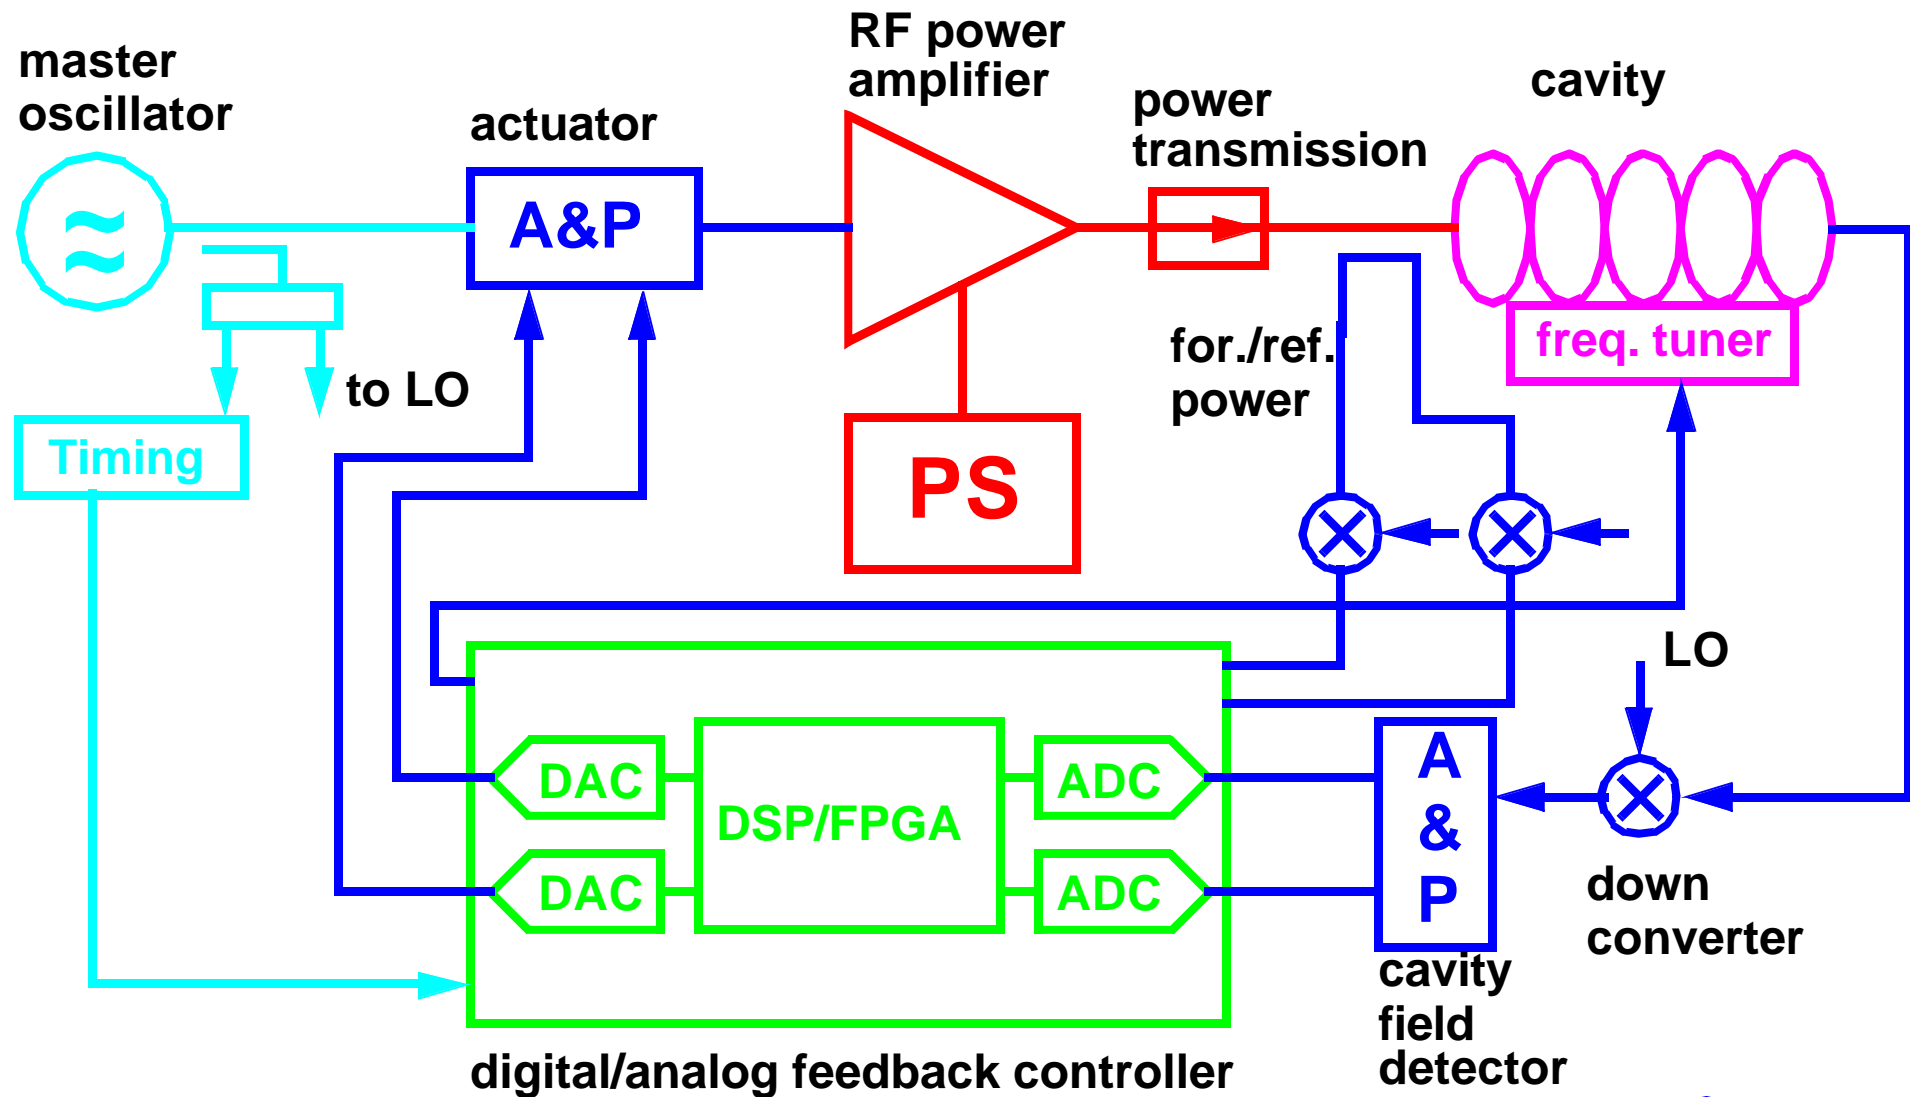 master
oscillator
actuator
RF power
amplifier
power
transmission
cavity
≈
A&P
freq. tuner
for./ref.
power
to LO
Timing
PS
LO
DAC
DSP/FPGA
ADC
DAC
ADC
A
&
P
down
converter
cavity
field
detector
digital/analog feedback controller